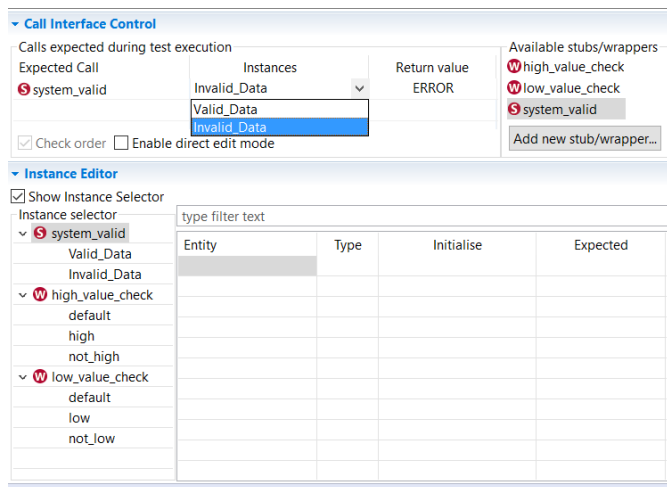 Call Interface Control
Calls expected during test execution
Expected Call Instances Return value
S system_valid Invalid_Data ERROR
Valid_Data
Invalid_Data
Check order Enable direct edit mode
Available stubs/wrappers
W high_value_check
W low_value_check
S system_valid
Add new stub/wrapper...
Instance Editor
Show Instance Selector
Instance selector
S system_valid
Valid_Data
Invalid_Data
W high_value_check
default
high
not_high
W low_value_check
default
low
not_low
type filter text
Entity Type Initialise Expected